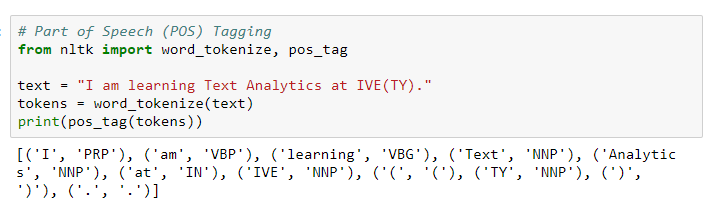 # Part of Speech (POS) Tagging
from nltk import word_tokenize, pos_tag
text = "I am learning Text Analytics at IVE(TY)."
tokens = word_tokenize(text)
print(pos_tag(tokens))
[('I', 'PRP'), ('am', 'VBP'), ('learning', 'VBG'), ('Text', 'NNP'), ('Analytic
s', 'NNP'), ('at', 'IN'), ('IVE', 'NNP'), ('(', '('), ('TY', 'NNP'), (')',
')'), ('.', '.')]